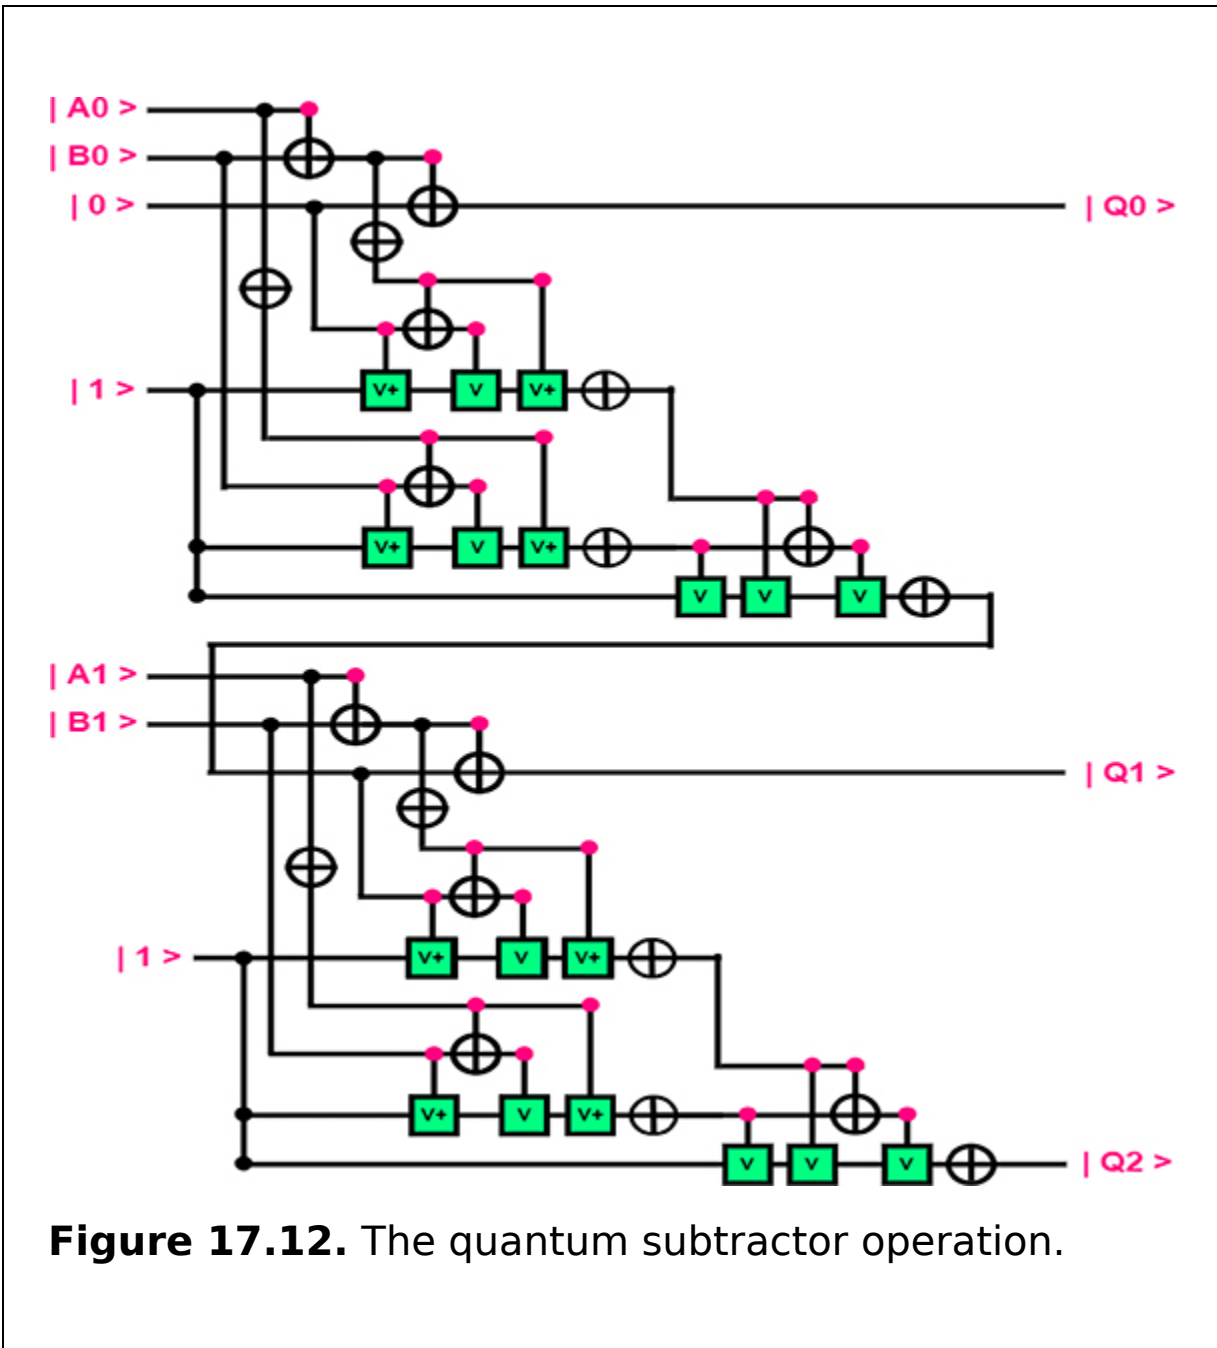 | A0 >
| B0 >
| 0 > | Q0 >
| 1 > V+ V V+
V+ V V+
V V V
| A1 >
| B1 >
| Q1 >
| 1 > V+ V V+
V+ V V+
V V V | Q2 >
Figure 17.12. The quantum subtractor operation.